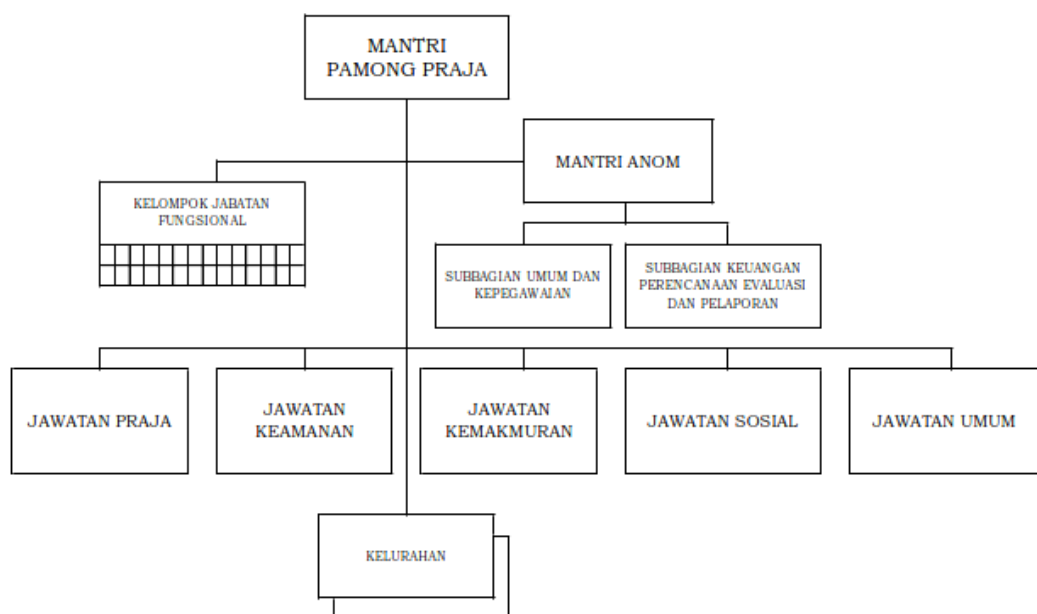 MANTRI
PAMONG PRAJA
MANTRI ANOM
KELOMPOK JABATAN
FUNGSIONAL
SUBBAGIAN UMUM DAN
KEPEGAWAIAN
SUBBAGIAN KEUANGAN
PERENCANAAN EVALUASI
DAN PELAPORAN
JAWATAN PRAJA
JAWATAN
KEAMANAN
JAWATAN
KEMAKMURAN
JAWATAN SOSIAL
JAWATAN UMUM
KELURAHAN